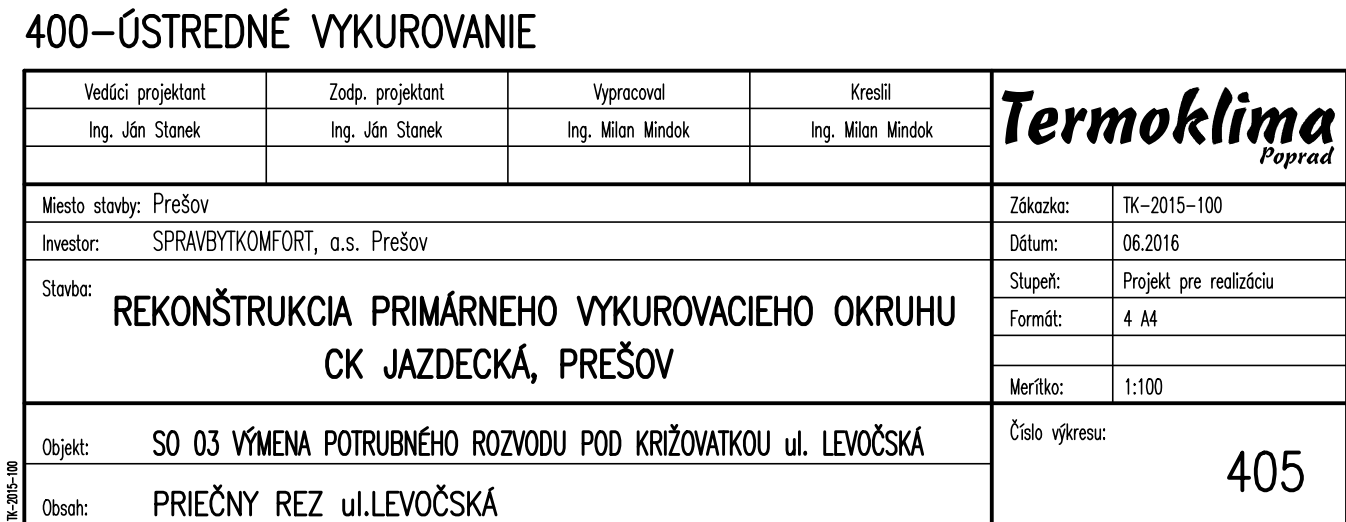 400-ÚSTREDNÉ VYKUROVANIE
Vedúci projektant Zodp. projektant Vypracoval Kreslil
Ing. Ján Stanek Ing. Ján Stanek Ing. Milan Mindok Ing. Milan Mindok
Termoklima
Poprad
Miesto stavby: Prešov
Investor: SPRAVBYTKOMFORT, a.s. Prešov
Stavba: REKONŠTRUKCIA PRIMÁRNEHO VYKUROVACIEHO OKRUHU
CK JAZDECKÁ, PREŠOV
Zákazka: TK-2015-100
Dátum: 06.2016
Stupeň: Projekt pre realizáciu
Formát: 4 A4
Merítko: 1:100
Objekt: SO 03 VÝMENA POTRUBNÉHO ROZVODU POD KRIŽOVATKOU ul. LEVOČSKÁ
Obsah: PRIEČNY REZ ul.LEVOČSKÁ
Číslo výkresu:
405
TK-2015-100